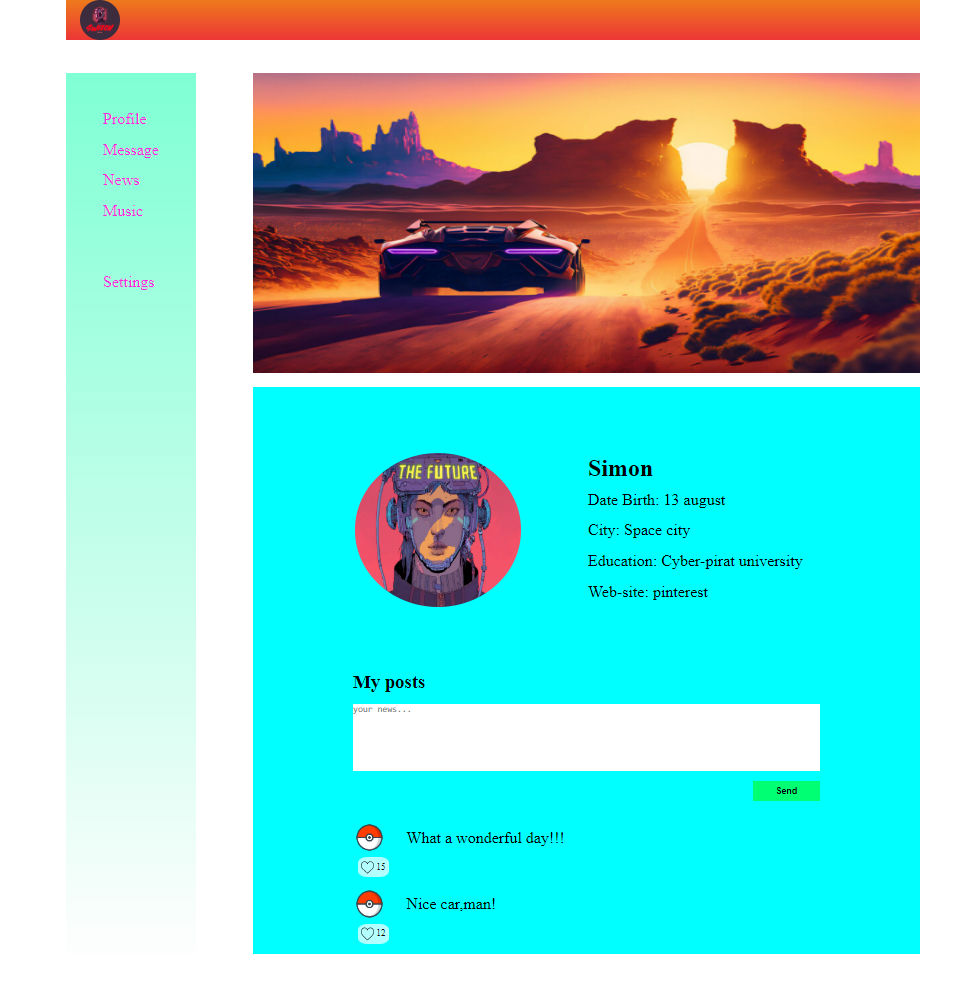 Profile
Message
News
Music
Settings
THE FUTURE
Simon
Date Birth: 13 august
City: Space city
Education: Cyber-pirat university
Web-site: pinterest
My posts
your news...
Send
What a wonderful day!!!
15
Nice car,man!
12